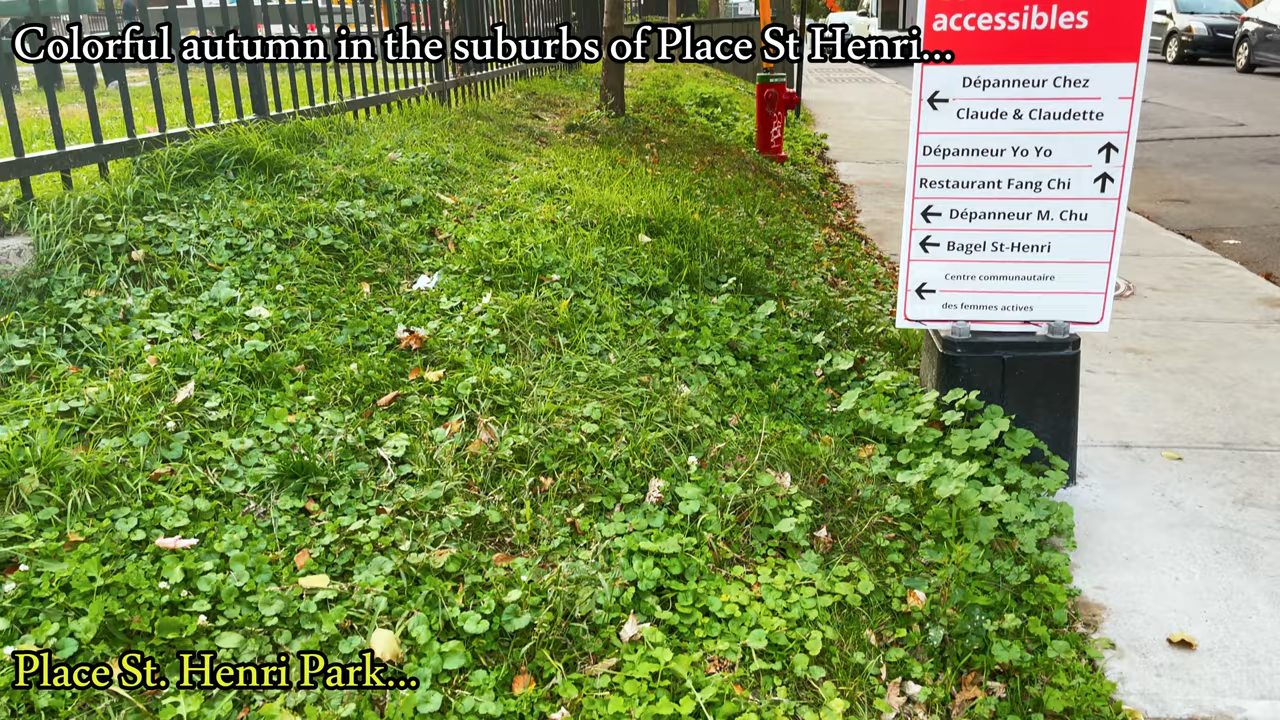 Colorful autumn in the suburbs of Place St Henri...
accessibles
Dépanneur Chez
Claude & Claudette
Dépanneur Yo Yo
Restaurant Fang Chi
Dépanneur M. Chu
Bagel St-Henri
Centre communautaire
des femmes actives
Place St. Henri Park...